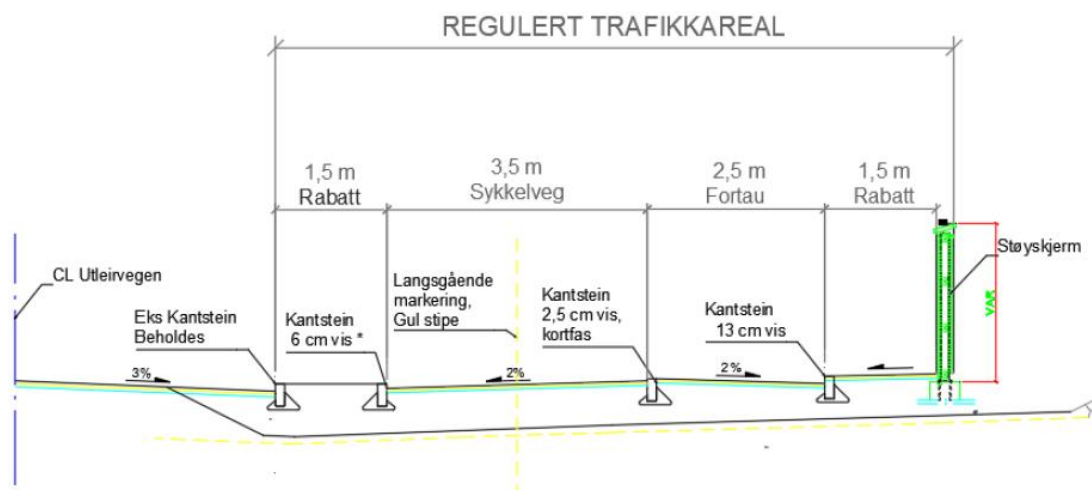 REGULERT TRAFIKKAREAL
1,5 m
Rabatt
3,5 m
Sykkelveg
2,5 m
Fortau
1,5 m
Rabatt
Støyskjerm
CL Utleirvegen
Langsgående
markering,
Gul stipe
Kantstein
2,5 cm vis,
kortfas
Eks Kantstein
Beholdes
Kantstein
6 cm vis *
Kantstein
13 cm vis
VAR
3%
2%
2%